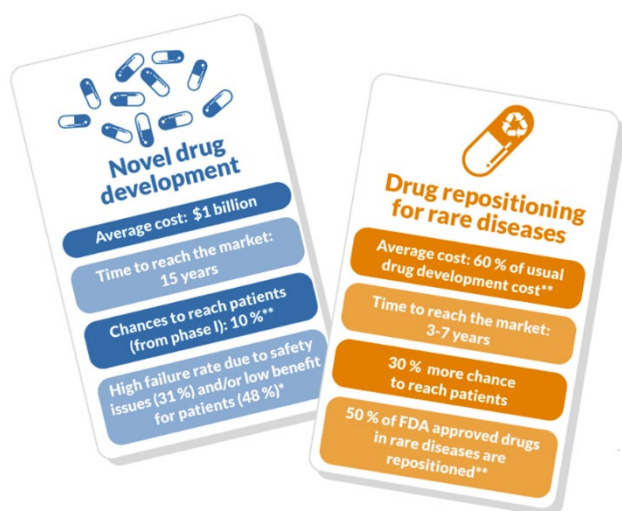 Novel drug
development
Average cost: $1 billion
Time to reach the market:
15 years
Chances to reach patients
(from phase I): 10 %**
High failure rate due to safety
issues (31 %) and/or low benefit
for patients (48 %)*
Drug repositioning
for rare diseases
Average cost: 60 % of usual
drug development cost**
Time to reach the market:
3-7 years
30 % more chance
to reach patients
50 % of FDA approved drugs
in rare diseases are
repositioned**